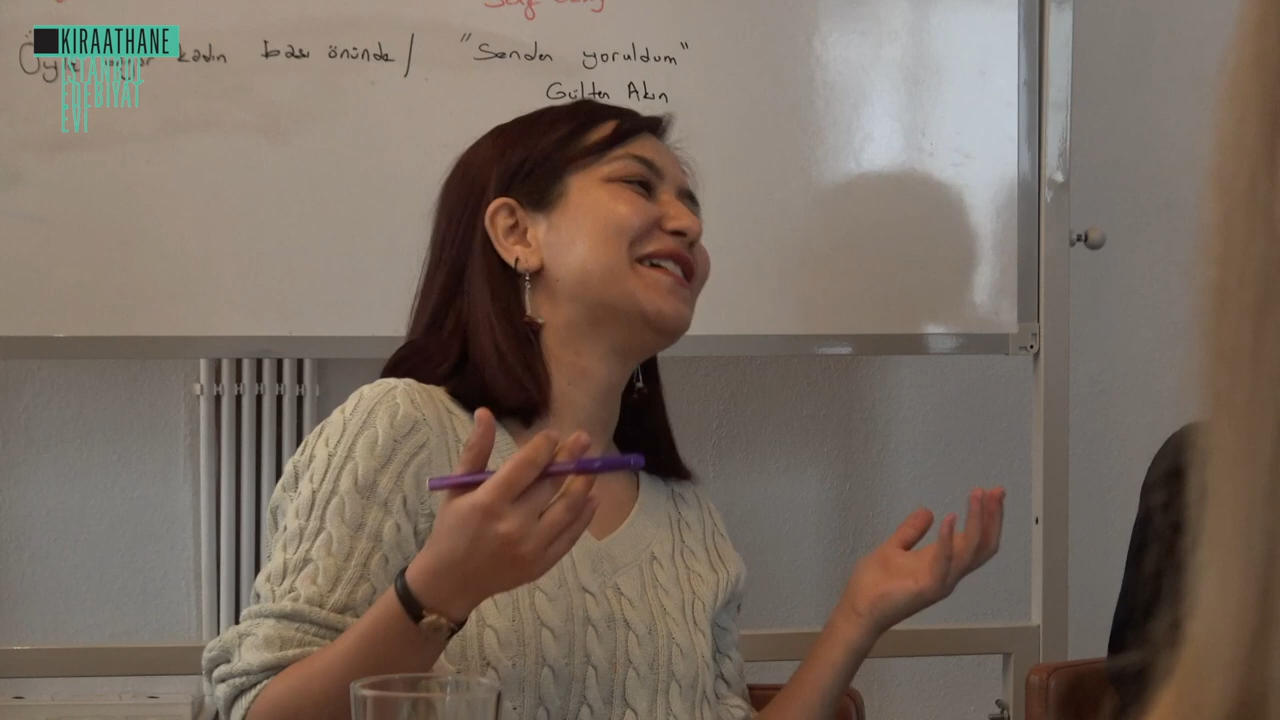 KIRAATHANE
İSTANBUL
EDEBİYAT
EVİ
kadın başı önünde / "Senden yoruldum"
Gülten Akın